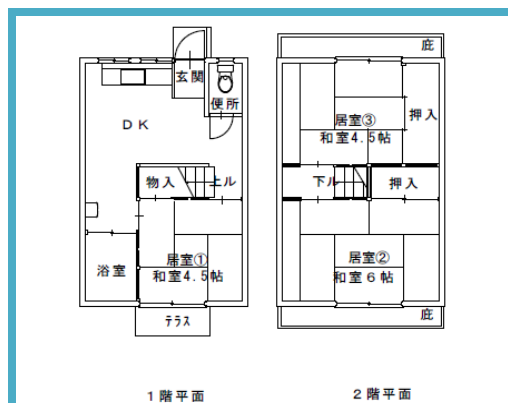 玄関
便所
DK
物入
上ル
浴室
居室①
和室4.5帖
テラス
1階平面
庇
居室③
和室4.5帖
押入
下ル
押入
居室②
和室6帖
庇
2階平面